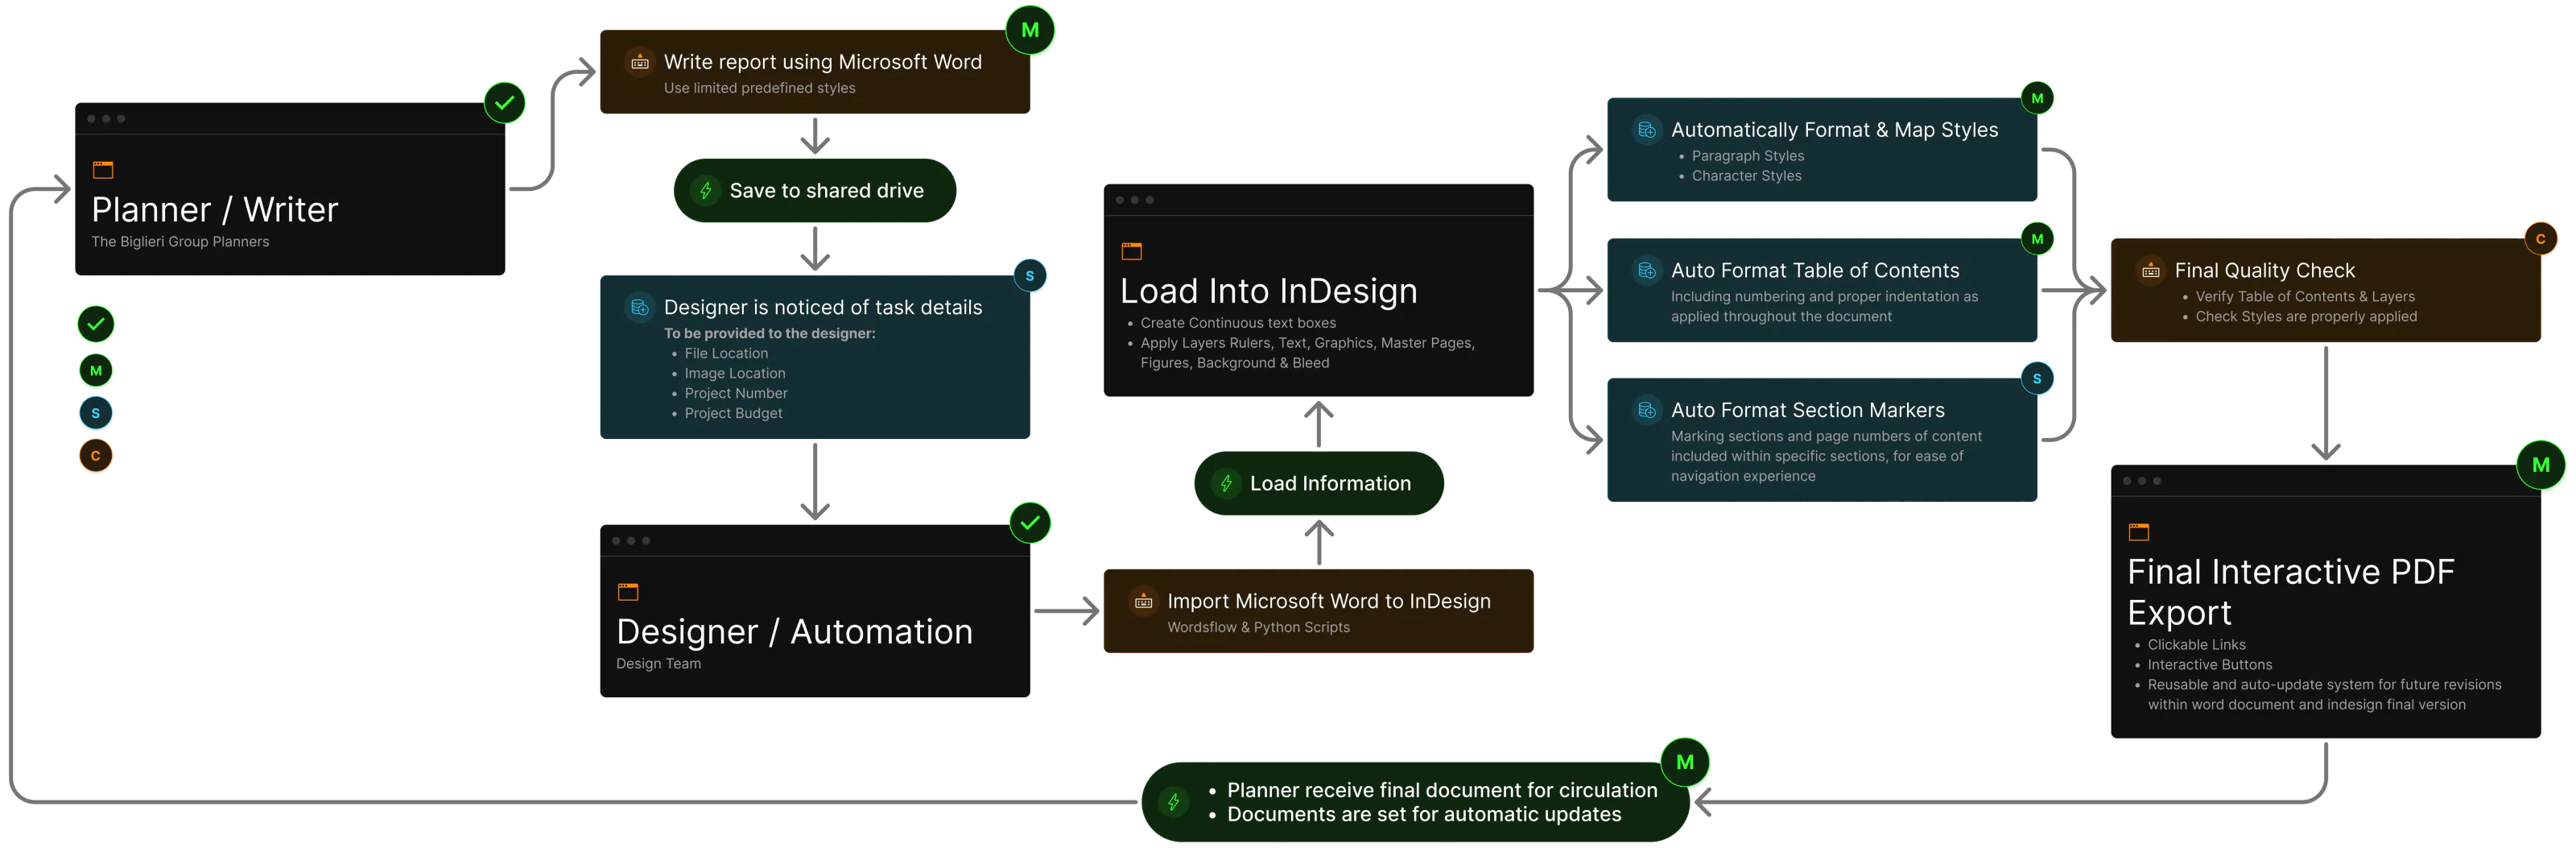 Planner / Writer
The Biglieri Group Planners
M
S
C
M
Write report using Microsoft Word
Use limited predefined styles
Save to shared drive
S
Designer is noticed of task details
To be provided to the designer:
• File Location
• Image Location
• Project Number
• Project Budget
Designer / Automation
Design Team
Import Microsoft Word to InDesign
Wordsflow & Python Scripts
Load Information
Load Into InDesign
• Create Continuous text boxes
• Apply Layers Rulers, Text, Graphics, Master Pages,
Figures, Background & Bleed
M
Automatically Format & Map Styles
• Paragraph Styles
• Character Styles
M
Auto Format Table of Contents
Including numbering and proper indentation as
applied throughout the document
S
Auto Format Section Markers
Marking sections and page numbers of content
included within specific sections, for ease of
navigation experience
C
Final Quality Check
• Verify Table of Contents & Layers
• Check Styles are properly applied
M
Final Interactive PDF
Export
• Clickable Links
• Interactive Buttons
• Reusable and auto-update system for future revisions
within word document and indesign final version
M
• Planner receive final document for circulation
• Documents are set for automatic updates